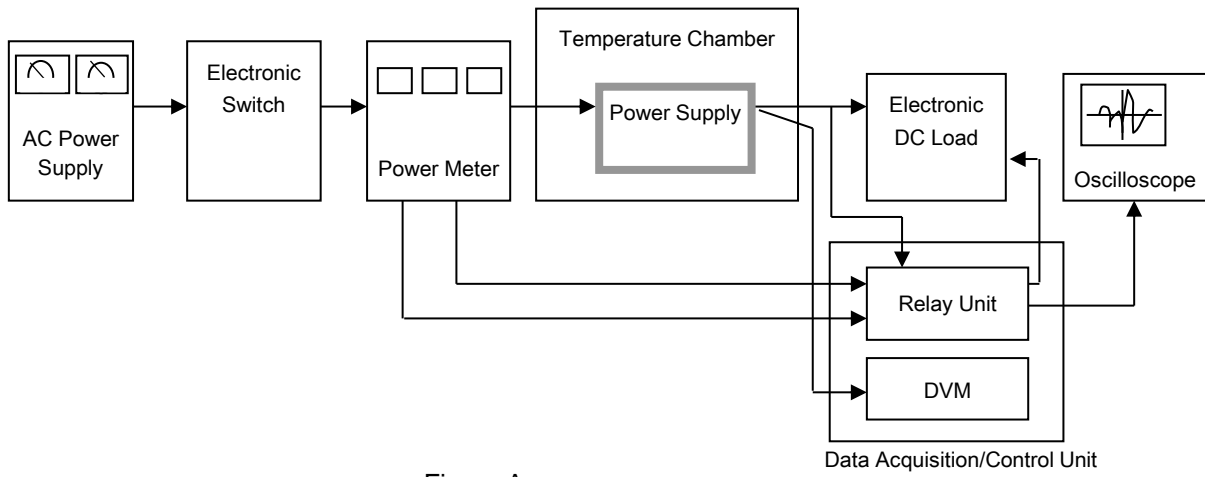 AC Power
Supply
Electronic
Switch
Power Meter
Temperature Chamber
Power Supply
Electronic
DC Load
Oscilloscope
Relay Unit
DVM
Data Acquisition/Control Unit